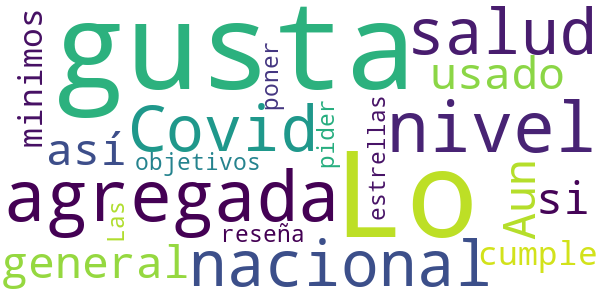 gusta
salud
minimos
poner
usado
Covid
nivel
así
objetivos
pider
estrellas
agregada
Lo
Aun
si
Las
reseña
general
nacional
cumple